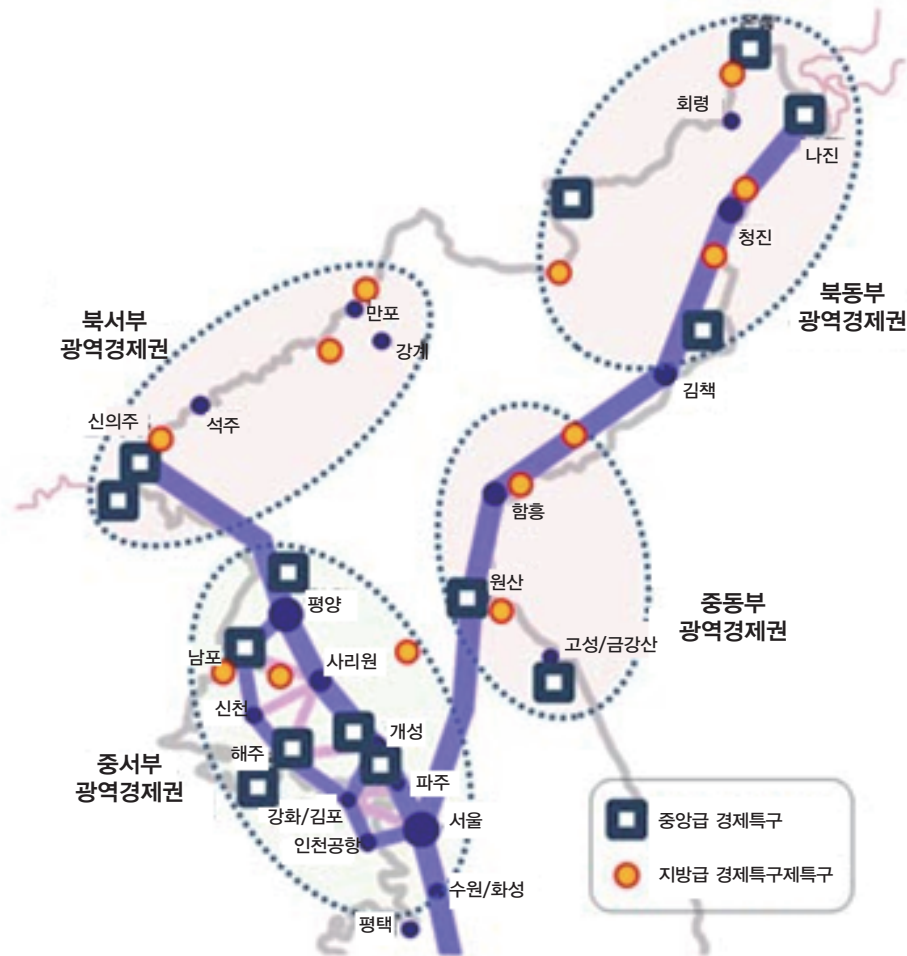 회령
나진
청진
북동부
광역경제권
북서부
광역경제권
만포
강계
김책
신의주
석주
함흥
원산
중동부
광역경제권
평양
고성/금강산
남포
사리원
신천
개성
해주
중서부
광역경제권
파주
강화/김포
서울
인천공항
수원/화성
평택
중앙급 경제특구
지방급 경제특구제특구